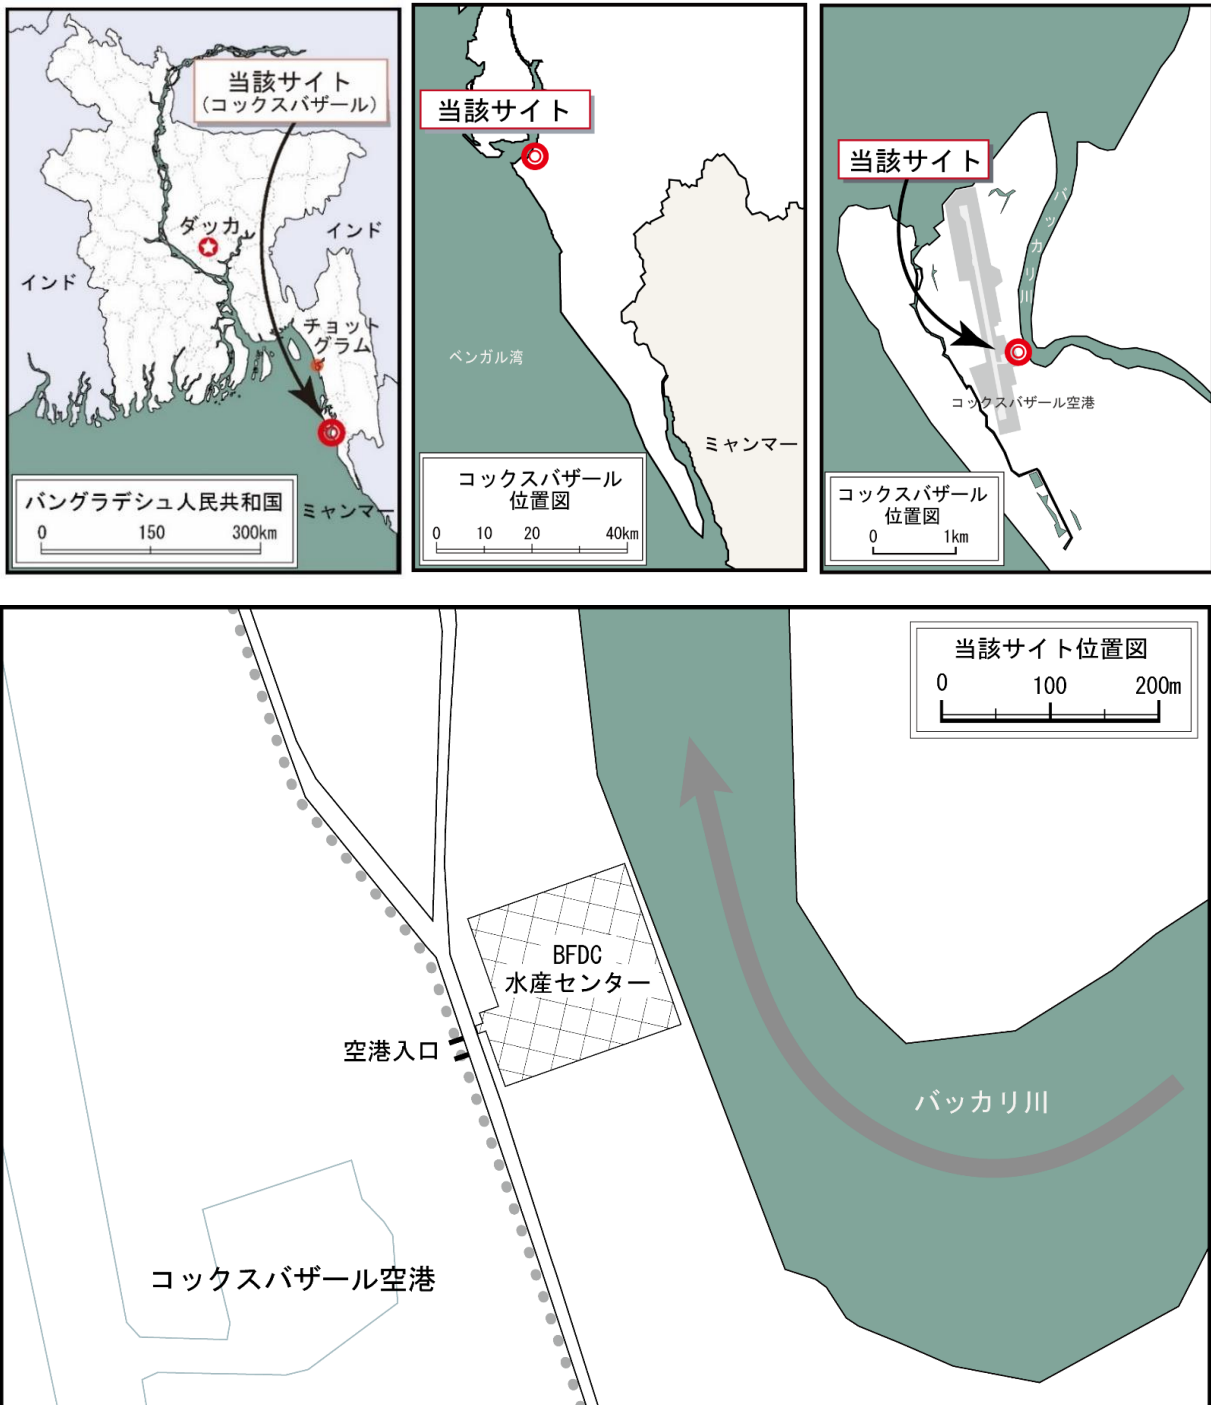 当該サイト
(コックスバザール)
ダッカ
インド
インド
チョット
グラム
ミャンマー
バングラデシュ人民共和国
0 150 300km
当該サイト
ベンガル湾
ミャンマー
コックスバザール
位置図
0 10 20 40km
当該サイト
バッカリ川
コックスバザール空港
コックスバザール
位置図
0 1km
当該サイト位置図
0 100 200m
BFDC
水産センター
空港入口
バッカリ川
コックスバザール空港